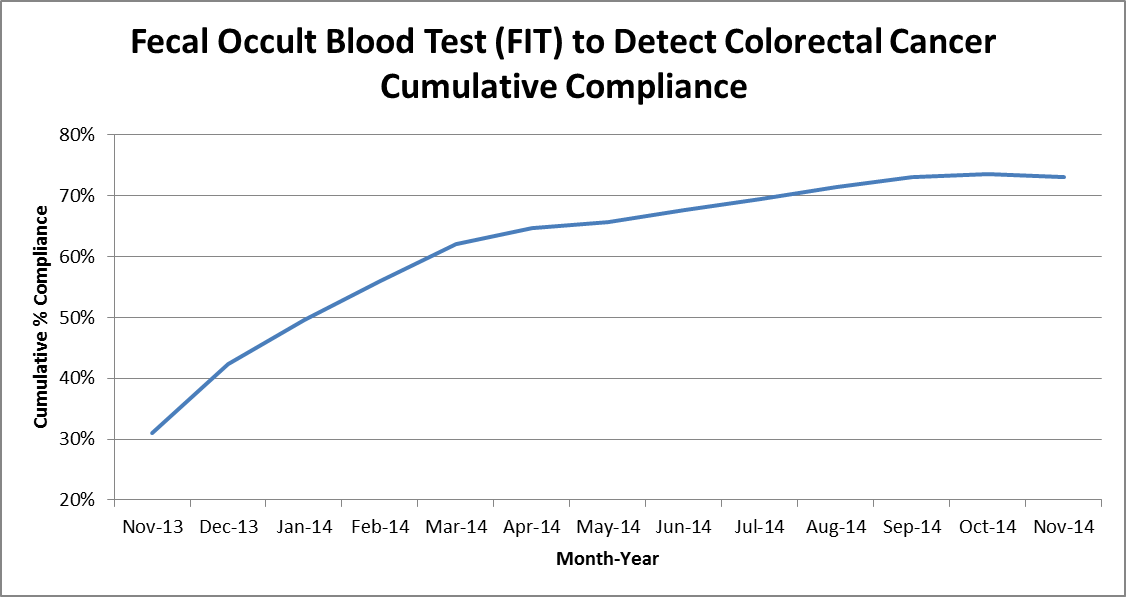 Fecal Occult Blood Test (FIT) to Detect Colorectal Cancer
Cumulative Compliance
80%
70%
60%
50%
40%
30%
20%
Cumulative % Compliance
Nov-13 Dec-13 Jan-14 Feb-14 Mar-14 Apr-14 May-14 Jun-14 Jul-14 Aug-14 Sep-14 Oct-14 Nov-14
Month-Year